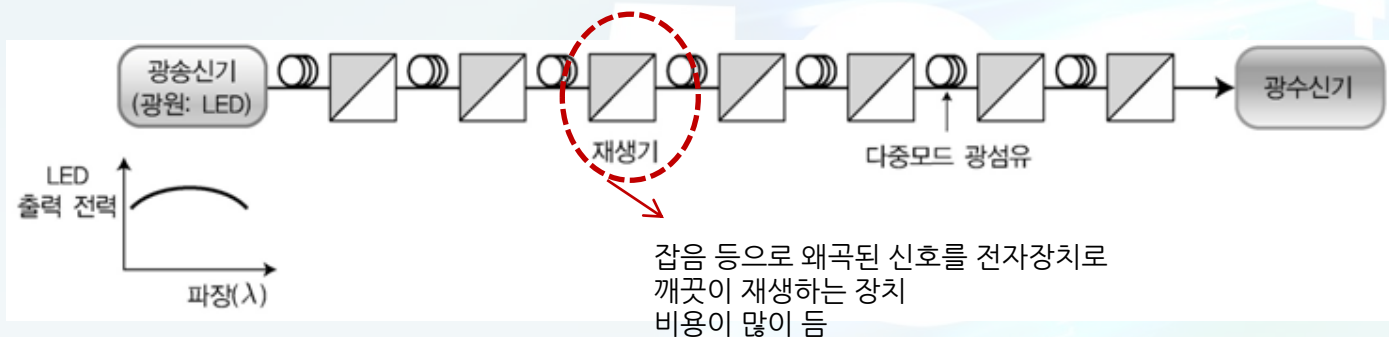 광송신기
(광원: LED)
광수신기
재생기
다중모드 광섬유
LED
출력 전력
파장(λ)
잡음 등으로 왜곡된 신호를 전자장치로
깨끗이 재생하는 장치
비용이 많이 듬